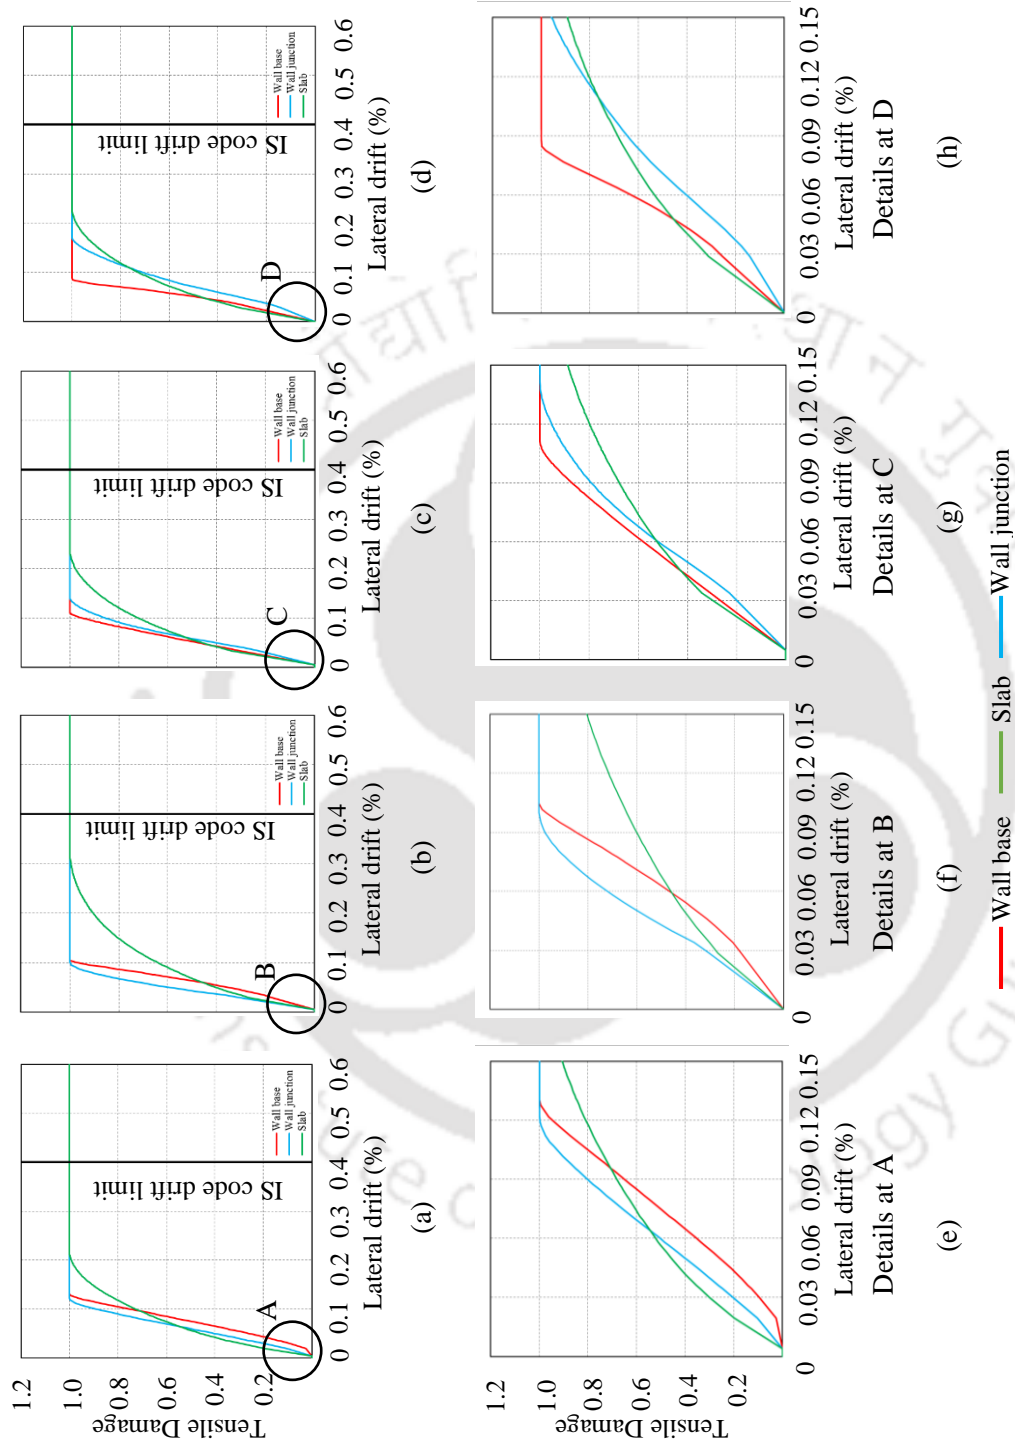 1.2
1.0
0.8
0.6
0.4
0.2
Tensile Damage
0 0.1 0.2 0.3 0.4 0.5 0.6
Lateral drift (%)
IS code drift limit
Wall base
Wall junction
Slab
A
(a)
0 0.1 0.2 0.3 0.4 0.5 0.6
Lateral drift (%)
IS code drift limit
Wall base
Wall junction
Slab
B
(b)
0 0.1 0.2 0.3 0.4 0.5 0.6
Lateral drift (%)
IS code drift limit
Wall base
Wall junction
Slab
C
(c)
0 0.1 0.2 0.3 0.4 0.5 0.6
Lateral drift (%)
IS code drift limit
Wall base
Wall junction
Slab
D
(d)
1.2
1.0
0.8
0.6
0.4
0.2
Tensile Damage
0 0.03 0.06 0.09 0.12 0.15
Lateral drift (%)
Details at A
(e)
0 0.03 0.06 0.09 0.12 0.15
Lateral drift (%)
Details at B
(f)
0 0.03 0.06 0.09 0.12 0.15
Lateral drift (%)
Details at C
(g)
0 0.03 0.06 0.09 0.12 0.15
Lateral drift (%)
Details at D
(h)
Wall base Slab Wall junction